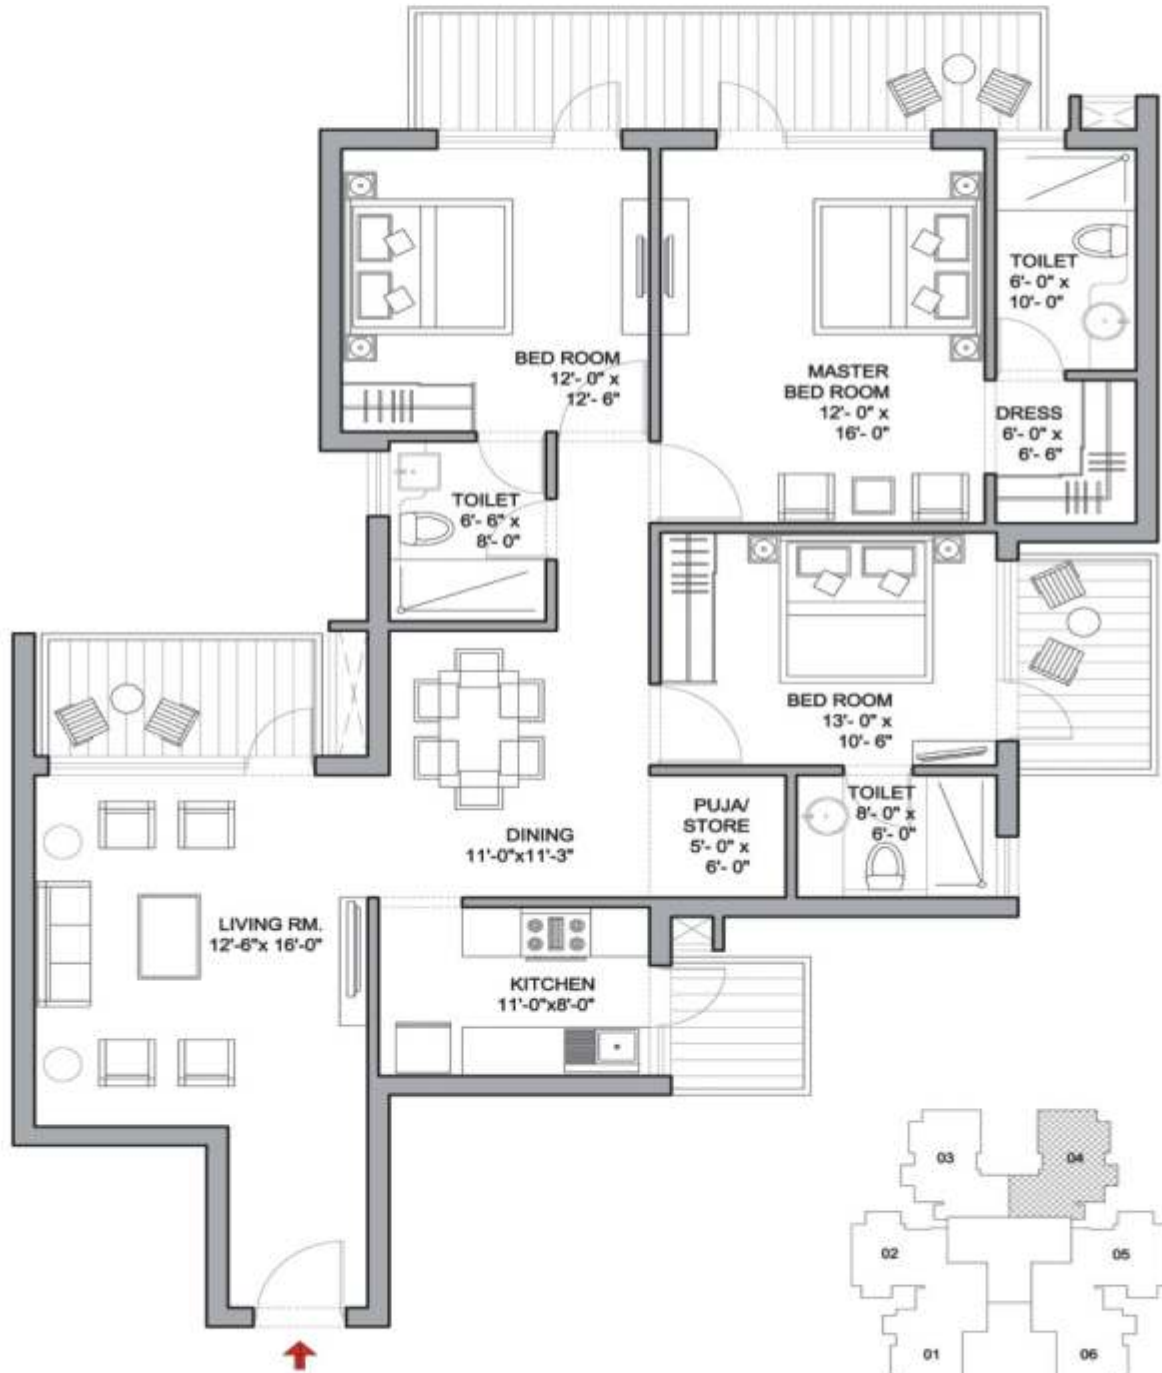 TOILET
6'- 0" x
10'- 0"
BED ROOM
12'- 0" x
12'- 6"
MASTER
BED ROOM
12'- 0" x
16'- 0"
DRESS
6'- 0" x
6'- 6"
TOILET
6'- 6" x
8'- 0"
BED ROOM
13'- 0" x
10'- 6"
TOILET
8'- 0" x
6'- 0"
PUJA/
STORE
5'- 0" x
6'- 0"
DINING
11'-0"x11'-3"
LIVING RM.
12'-6"x 16'-0"
KITCHEN
11'-0"x8'-0"
03
04
02
05
01
06